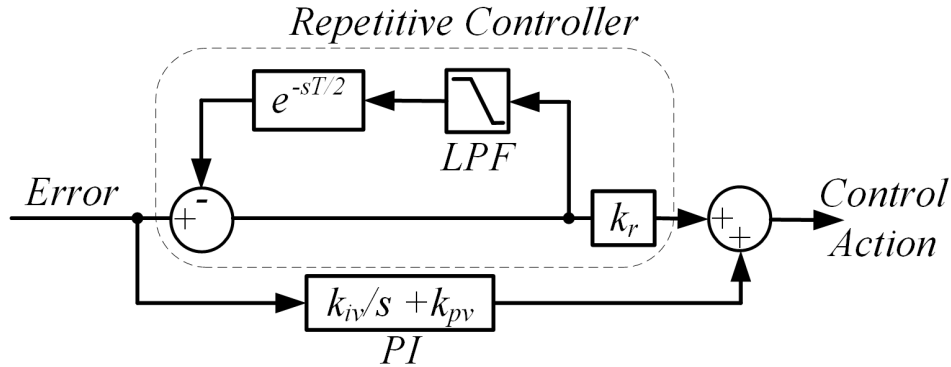 Repetitive Controller
e^{-sT/2}
LPF
Error
+
-
k_r
+
+
Control
Action
k_{iv}/s +k_{pv}
PI